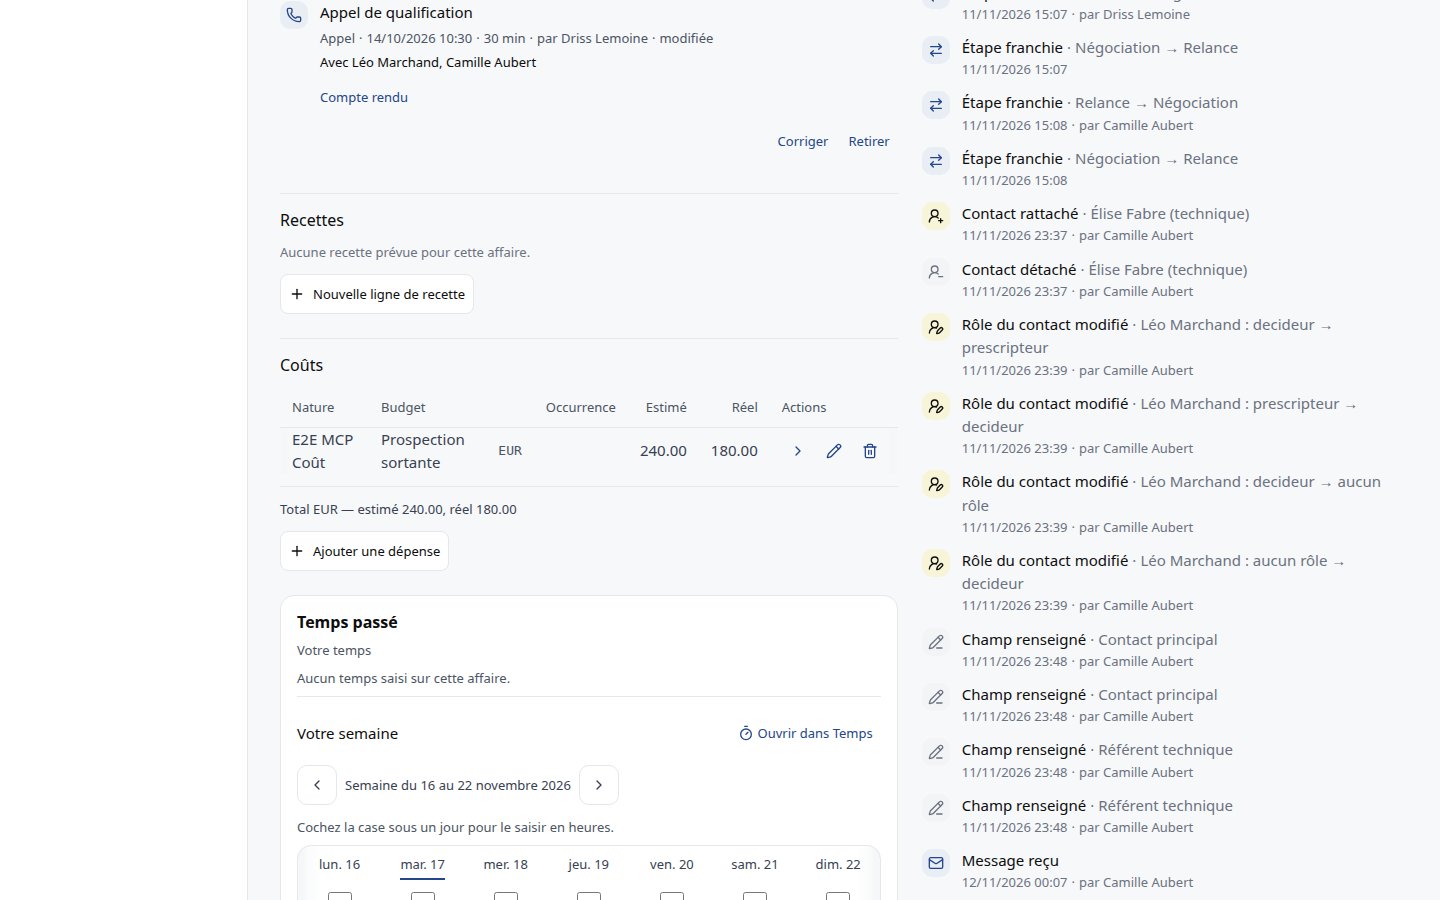 Appel de qualification
Appel · 14/10/2026 10:30 · 30 min · par Driss Lemoine · modifiée
Avec Léo Marchand, Camille Aubert
Compte rendu
Corriger Retirer
Recettes
Aucune recette prévue pour cette affaire.
Nouvelle ligne de recette
Coûts
Nature Budget Occurrence Estimé Réel Actions
E2E MCP Coût Prospection sortante EUR 240.00 180.00
Total EUR — estimé 240.00, réel 180.00
Ajouter une dépense
Temps passé
Votre temps
Aucun temps saisi sur cette affaire.
Votre semaine Ouvrir dans Temps
Semaine du 16 au 22 novembre 2026
Cochez la case sous un jour pour le saisir en heures.
lun. 16 mar. 17 mer. 18 jeu. 19 ven. 20 sam. 21 dim. 22
11/11/2026 15:07 · par Driss Lemoine
Étape franchie · Négociation → Relance
11/11/2026 15:07
Étape franchie · Relance → Négociation
11/11/2026 15:08 · par Camille Aubert
Étape franchie · Négociation → Relance
11/11/2026 15:08
Contact rattaché · Élise Fabre (technique)
11/11/2026 23:37 · par Camille Aubert
Contact détaché · Élise Fabre (technique)
11/11/2026 23:37 · par Camille Aubert
Rôle du contact modifié · Léo Marchand : decideur →
prescripteur
11/11/2026 23:39 · par Camille Aubert
Rôle du contact modifié · Léo Marchand : prescripteur →
decideur
11/11/2026 23:39 · par Camille Aubert
Rôle du contact modifié · Léo Marchand : decideur → aucun
rôle
11/11/2026 23:39 · par Camille Aubert
Rôle du contact modifié · Léo Marchand : aucun rôle →
decideur
11/11/2026 23:39 · par Camille Aubert
Champ renseigné · Contact principal
11/11/2026 23:48 · par Camille Aubert
Champ renseigné · Contact principal
11/11/2026 23:48 · par Camille Aubert
Champ renseigné · Référent technique
11/11/2026 23:48 · par Camille Aubert
Champ renseigné · Référent technique
11/11/2026 23:48 · par Camille Aubert
Message reçu
12/11/2026 00:07 · par Camille Aubert